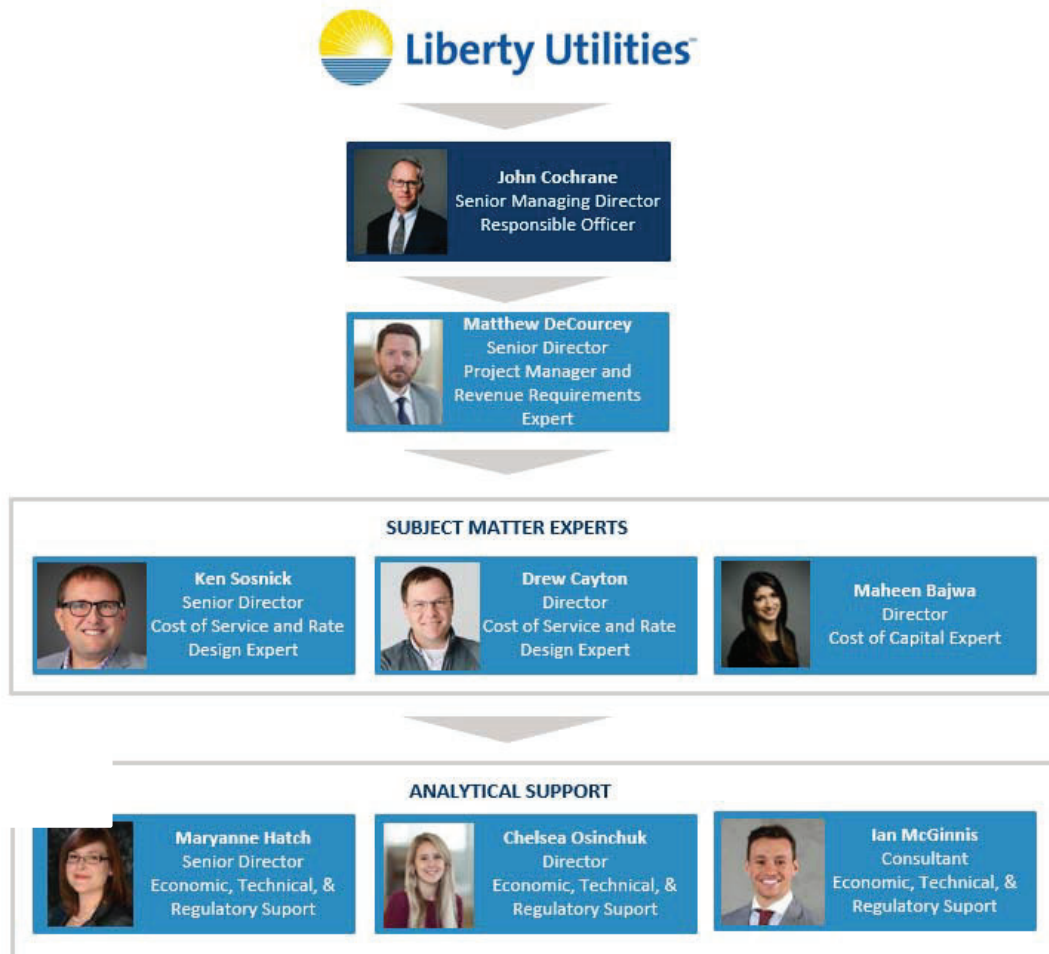 Liberty Utilities™
John Cochrane
Senior Managing Director
Responsible Officer
Matthew DeCourcey
Senior Director
Project Manager and
Revenue Requirements
Expert
SUBJECT MATTER EXPERTS
Ken Sosnick
Senior Director
Cost of Service and Rate
Design Expert
Drew Cayton
Director
Cost of Service and Rate
Design Expert
Maheen Bajwa
Director
Cost of Capital Expert
ANALYTICAL SUPPORT
Maryanne Hatch
Senior Director
Economic, Technical, &
Regulatory Suport
Chelsea Osinchuk
Director
Economic, Technical, &
Regulatory Suport
Ian McGinnis
Consultant
Economic, Technical, &
Regulatory Suport